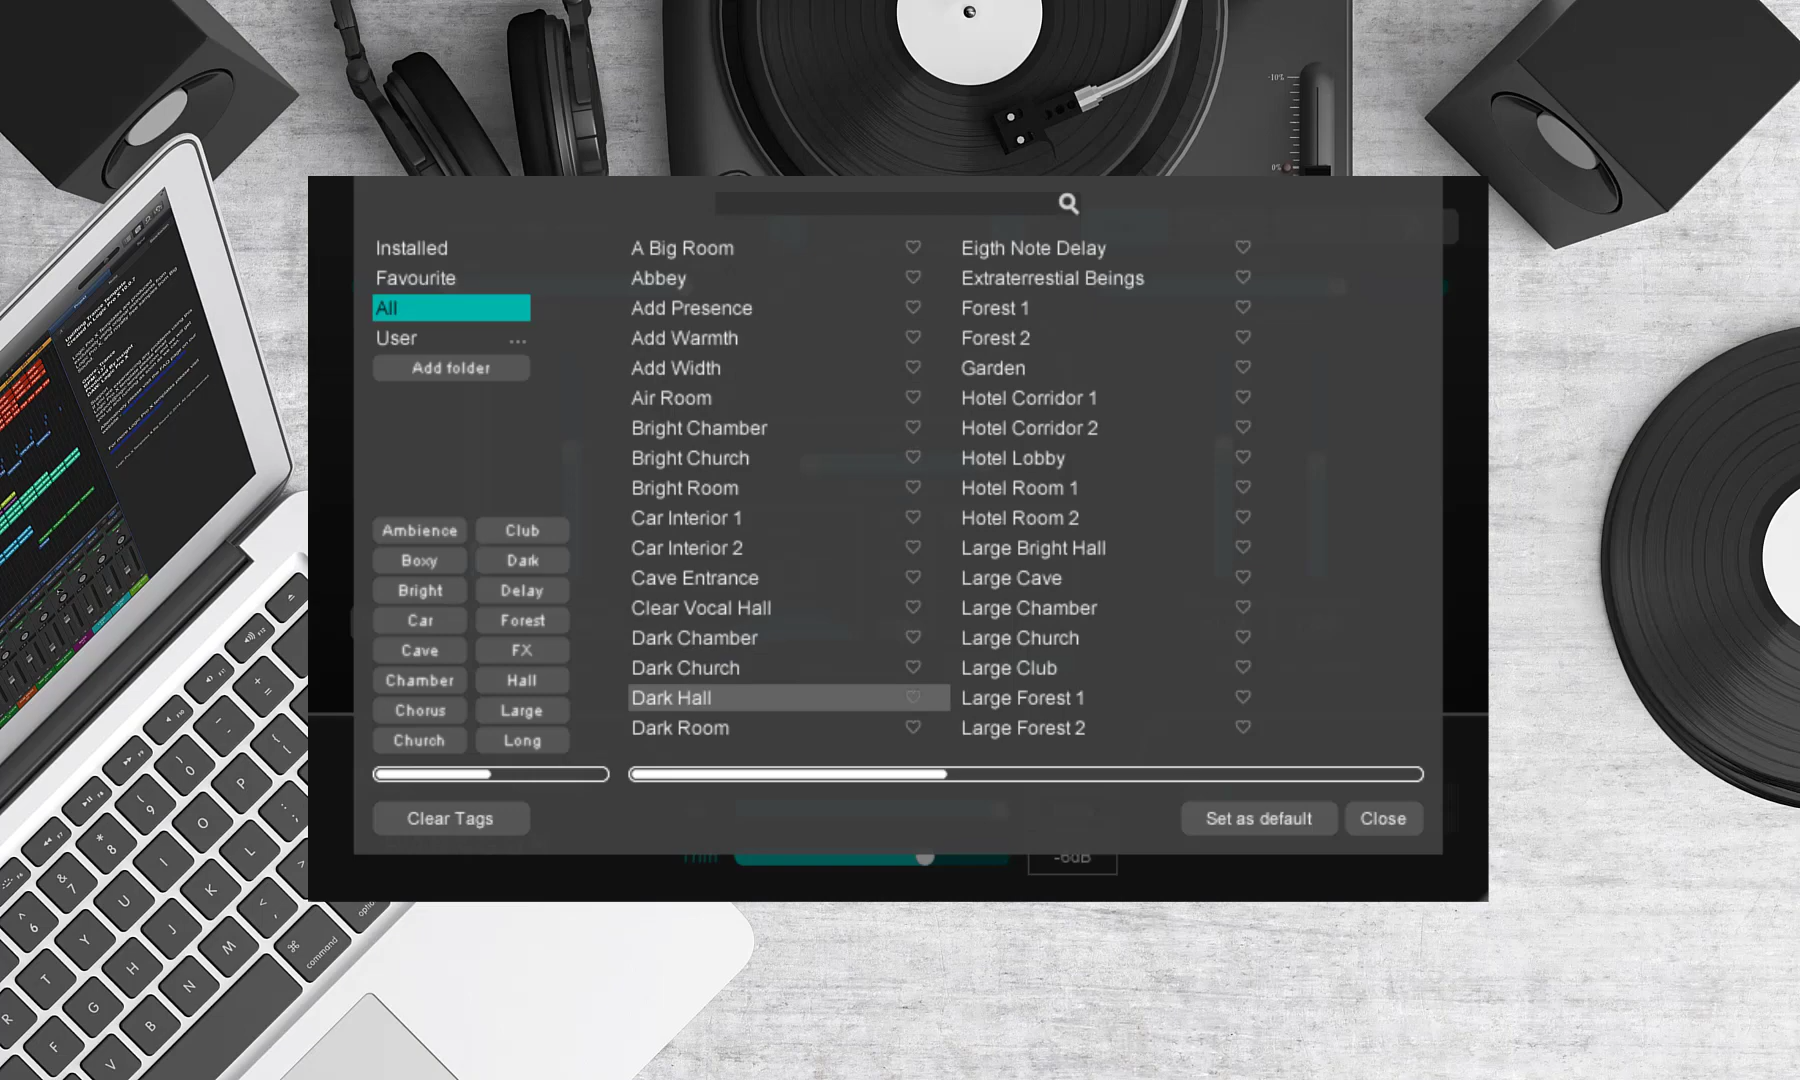 Installed
Favourite
All
User ...
Add folder
Ambience Club
Boxy Dark
Bright Delay
Car Forest
Cave FX
Chamber Hall
Chorus Large
Church Long
Clear Tags
A Big Room
Abbey
Add Presence
Add Warmth
Add Width
Air Room
Bright Chamber
Bright Church
Bright Room
Car Interior 1
Car Interior 2
Cave Entrance
Clear Vocal Hall
Dark Chamber
Dark Church
Dark Hall
Dark Room
Eigth Note Delay
Extraterrestial Beings
Forest 1
Forest 2
Garden
Hotel Corridor 1
Hotel Corridor 2
Hotel Lobby
Hotel Room 1
Hotel Room 2
Large Bright Hall
Large Cave
Large Chamber
Large Church
Large Club
Large Forest 1
Large Forest 2
Set as default Close
-6dB
command